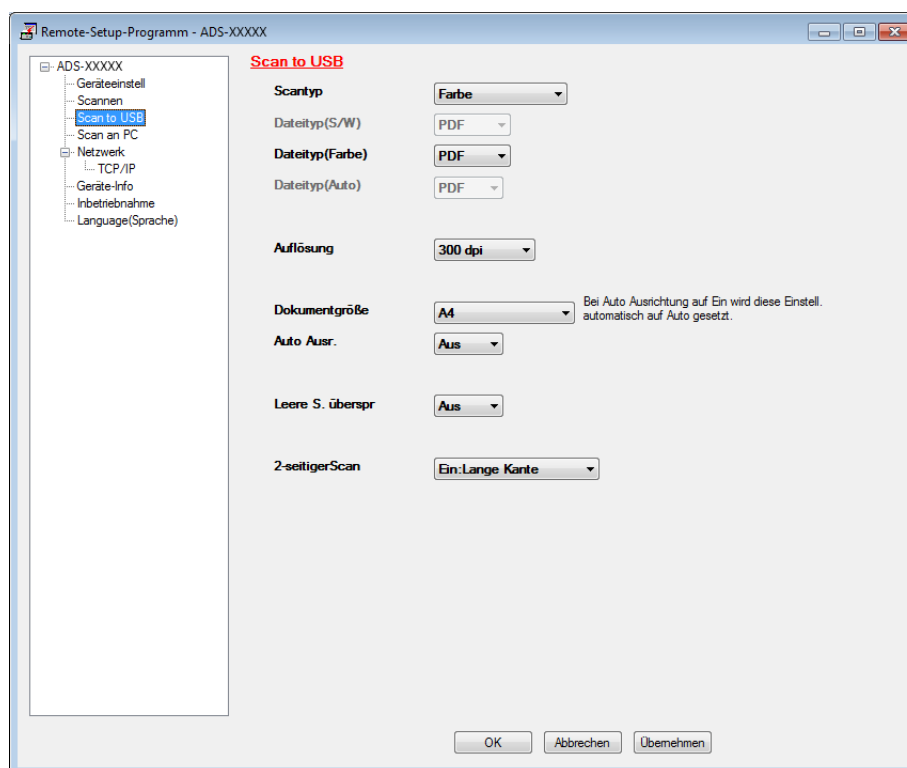 Remote-Setup-Programm - ADS-XXXXX
ADS-XXXXX
Geräteeinstell
Scannen
Scan to USB
Scan an PC
Netzwerk
TCP/IP
Geräte-Info
Inbetriebnahme
Language(Sprache)
Scan to USB
Scantyp
Farbe
Dateityp(S/W)
PDF
Dateityp(Farbe)
PDF
Dateityp(Auto)
PDF
Auflösung
300 dpi
Dokumentgröße
A4
Bei Auto Ausrichtung auf Ein wird diese Einstell.
automatisch auf Auto gesetzt.
Auto Ausr.
Aus
Leere S. überspr
Aus
2-seitigerScan
Ein:Lange Kante
OK
Abbrechen
Übernehmen